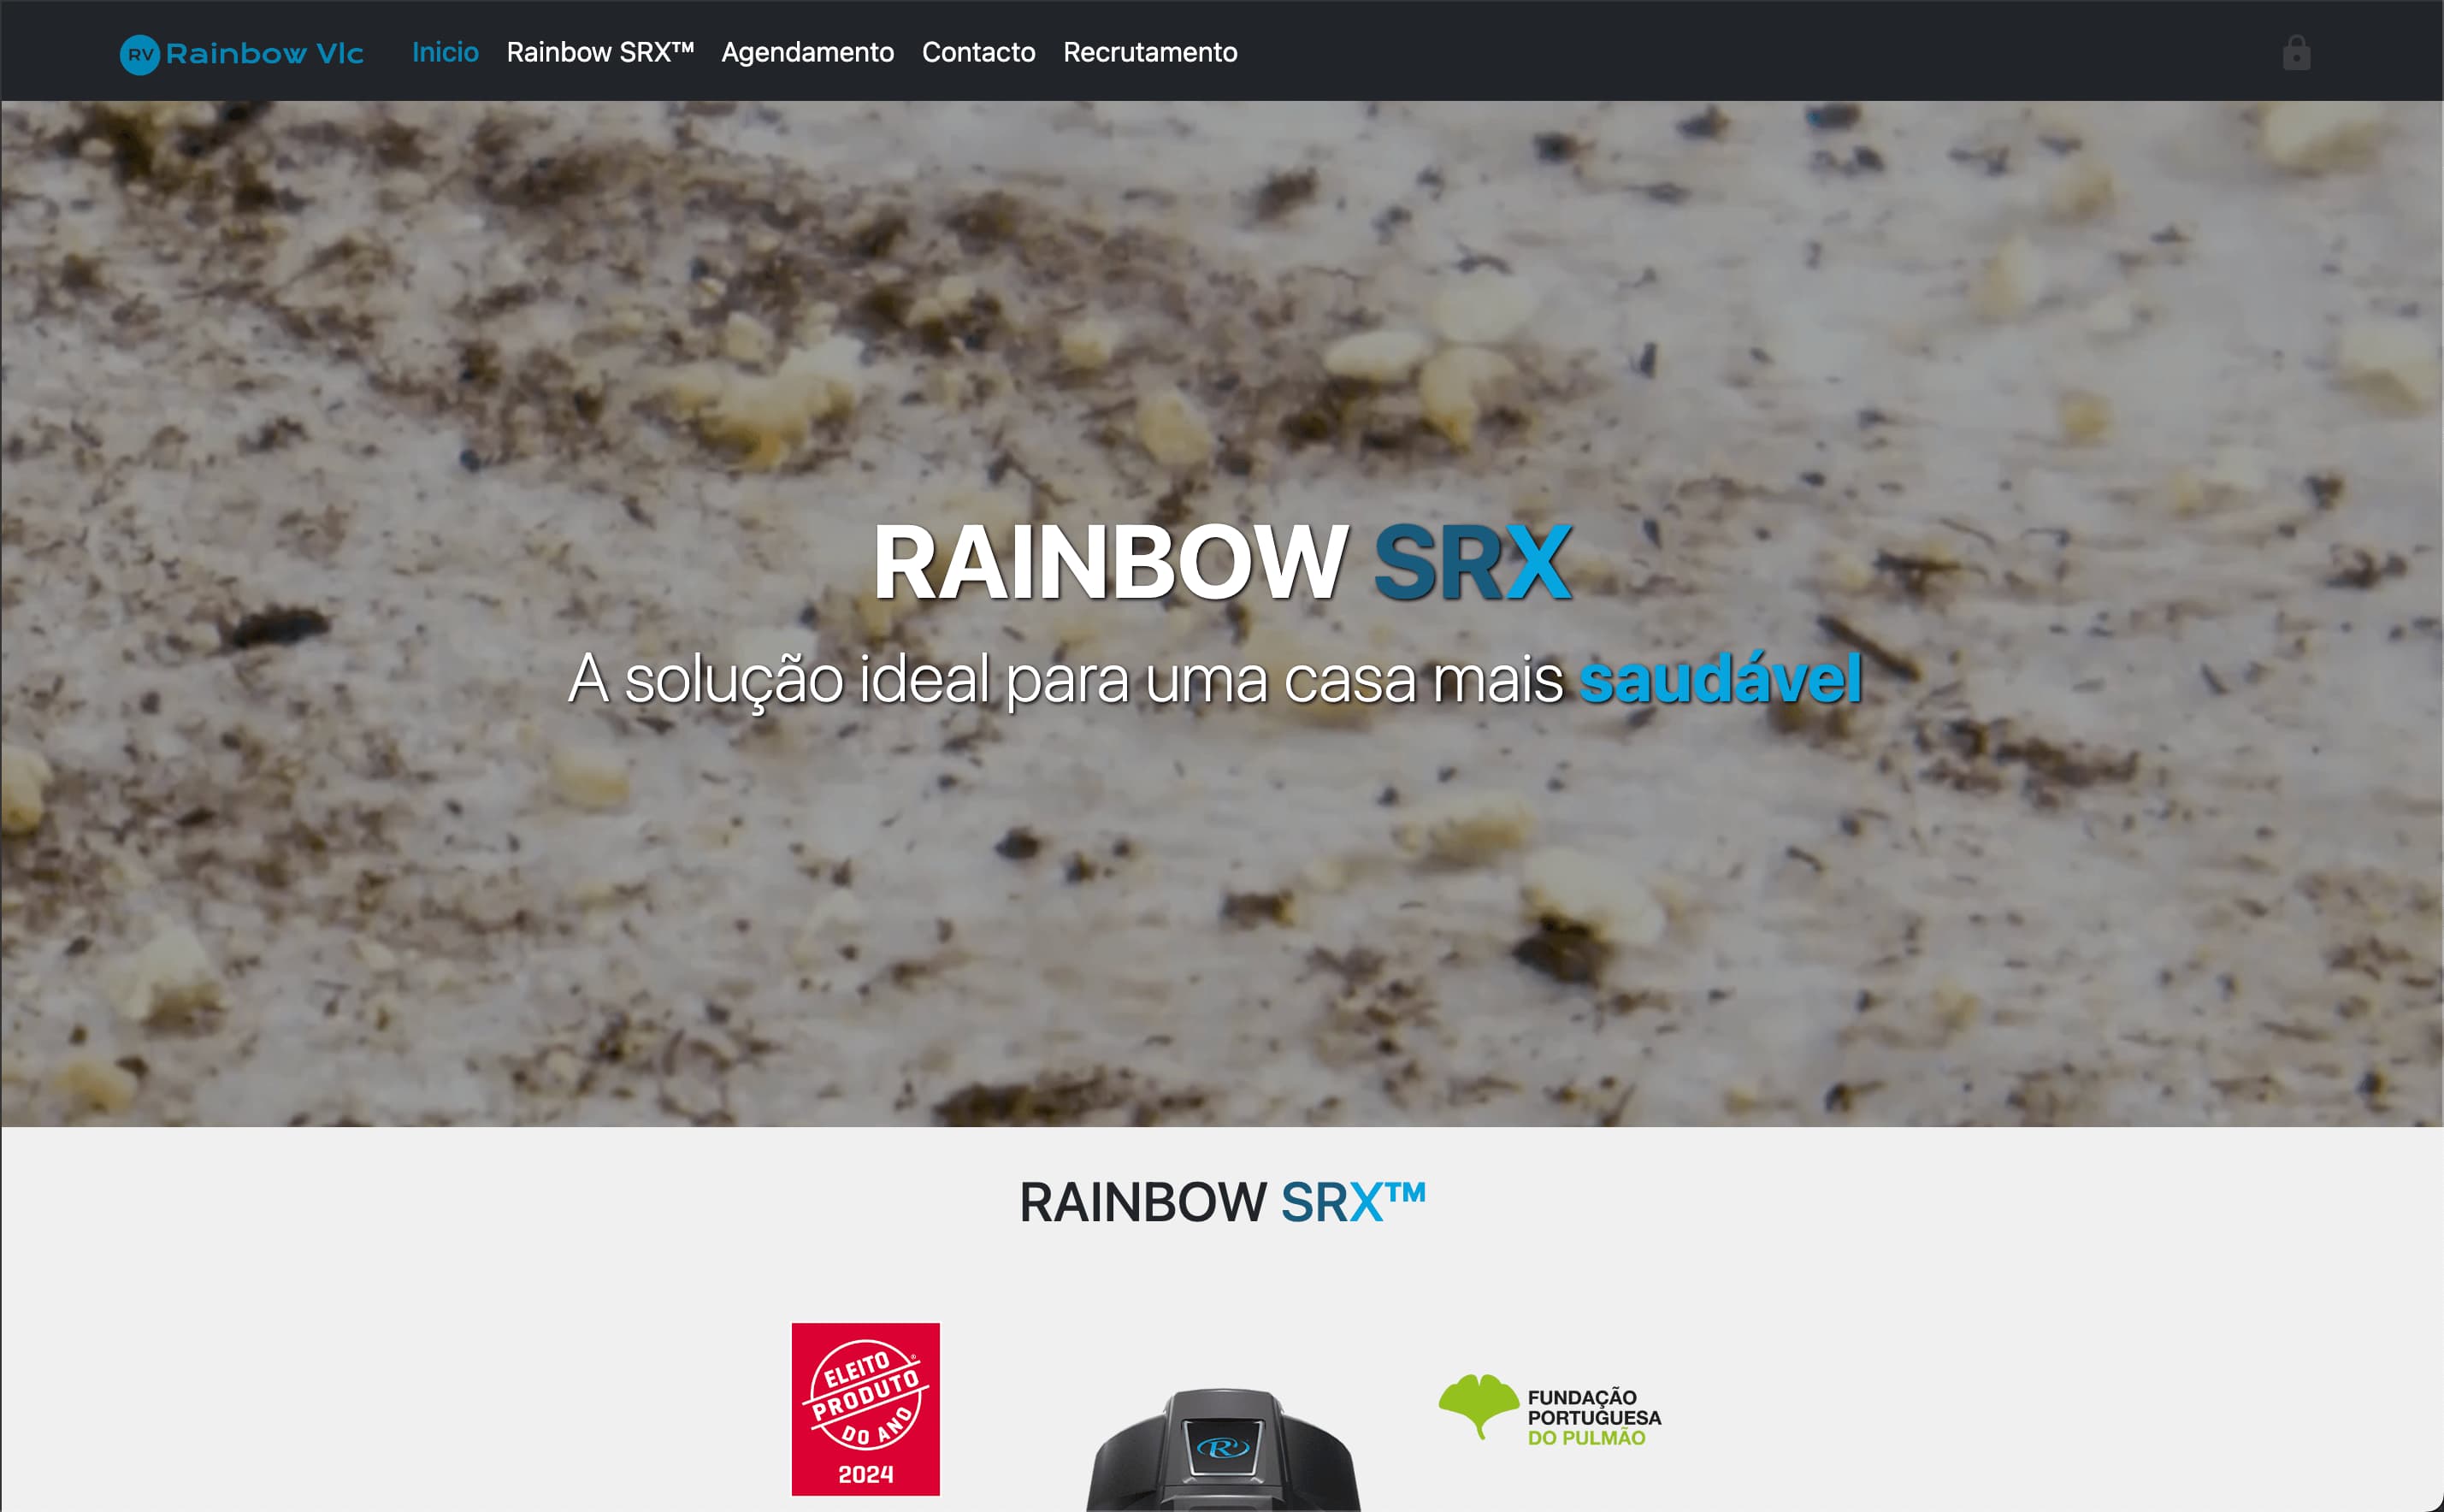 RV Rainbow Vlc
Inicio Rainbow SRX™ Agendamento Contacto Recrutamento
RAINBOW SRX
A solução ideal para uma casa mais saudável
RAINBOW SRX™
ELEITO
PRODUTO
DO ANO
2024
R
FUNDAÇÃO
PORTUGUESA
DO PULMÃO